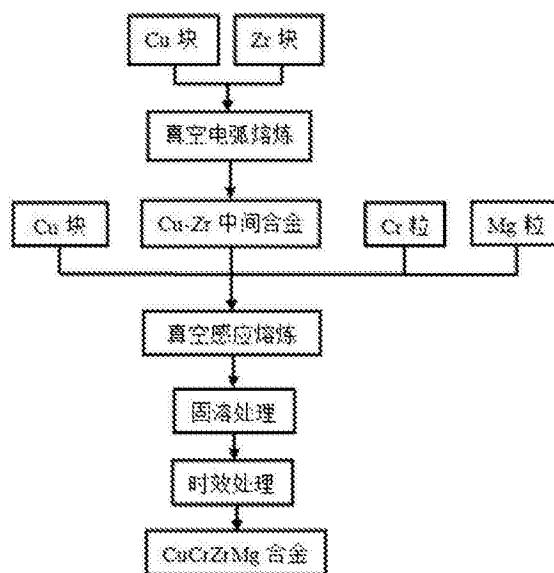 Cu 块
Zr 块
真空电弧熔炼
Cu-Zr 中间合金
Cu 块
Cr 粒
Mg 粒
真空感应熔炼
固溶处理
时效处理
CuCrZrMg 合金